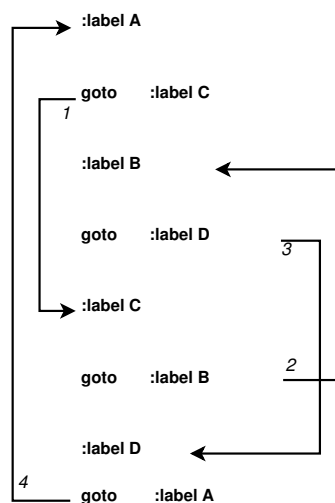 :label A
goto :label C
1
:label B
goto :label D
3
:label C
goto :label B
2
:label D
4
goto :label A